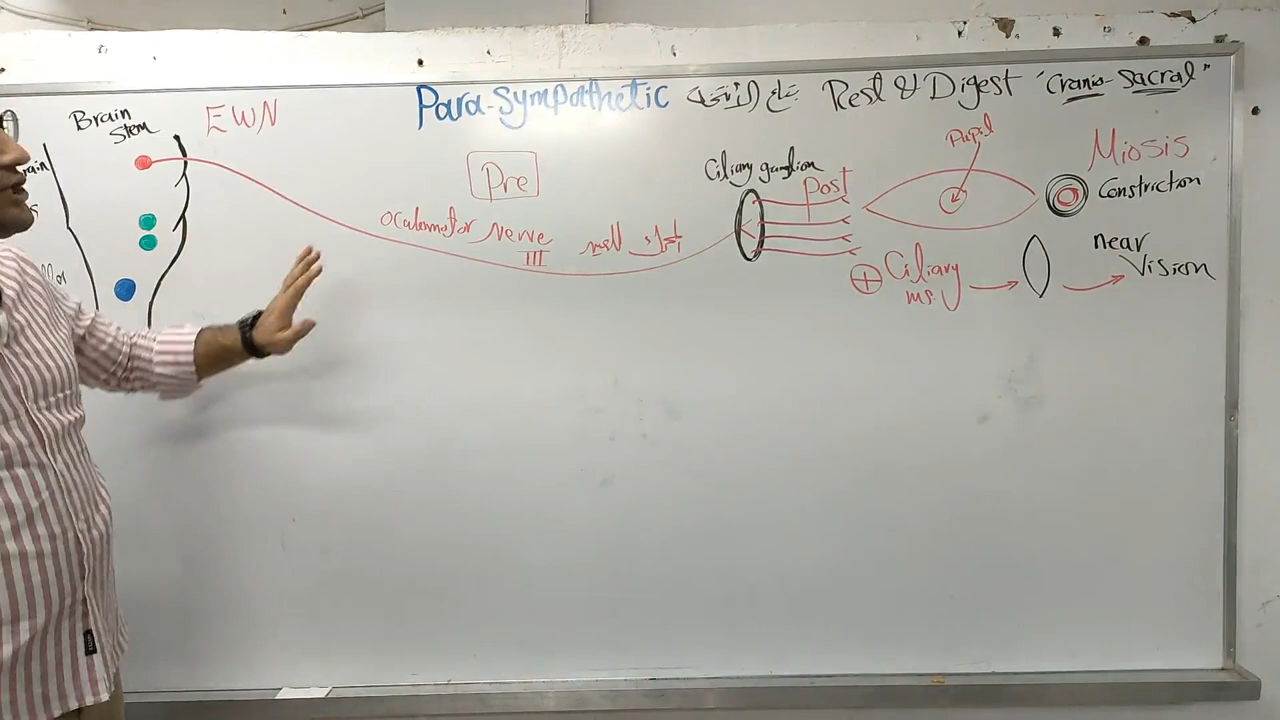 Para-Sympathetic Rest & Digest "Cranio-Sacral"
Brain
Stem
EWN
Pre
Oculomotor Nerve
III
Ciliary ganglion
Post
Pupil
Miosis
Constriction
⊕ Ciliary
ms.
near
Vision